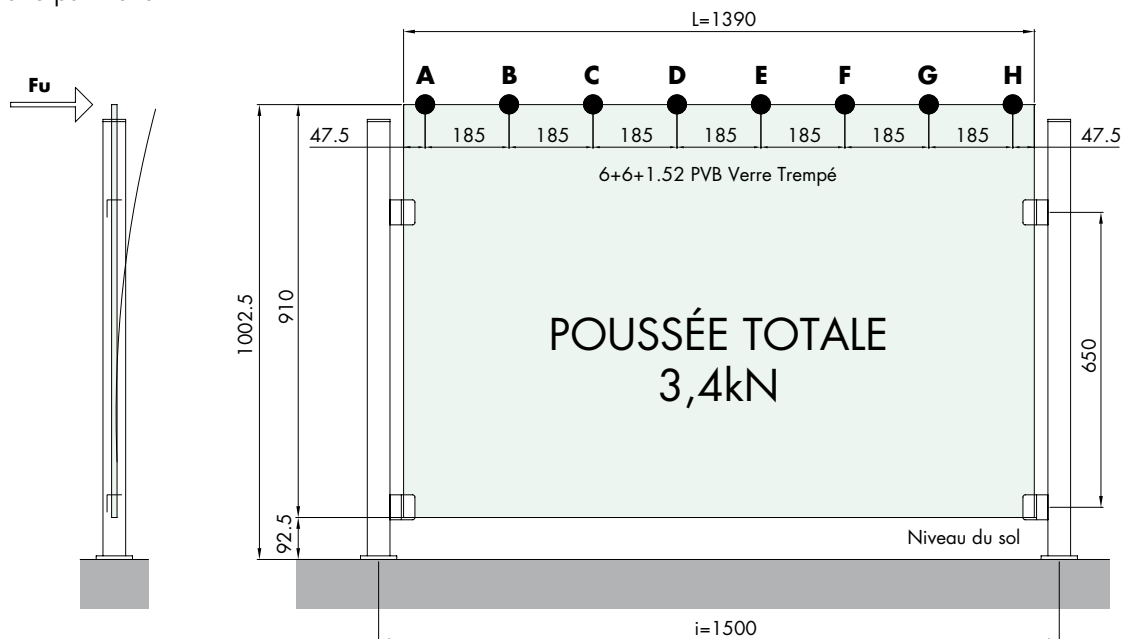 L=1390
Fu
A B C D E F G H
47.5 185 185 185 185 185 185 185 47.5
6+6+1.52 PVB Verre Trempé
1002.5
910
POUSSÉE TOTALE
3,4kN
650
92.5
Niveau du sol
i=1500